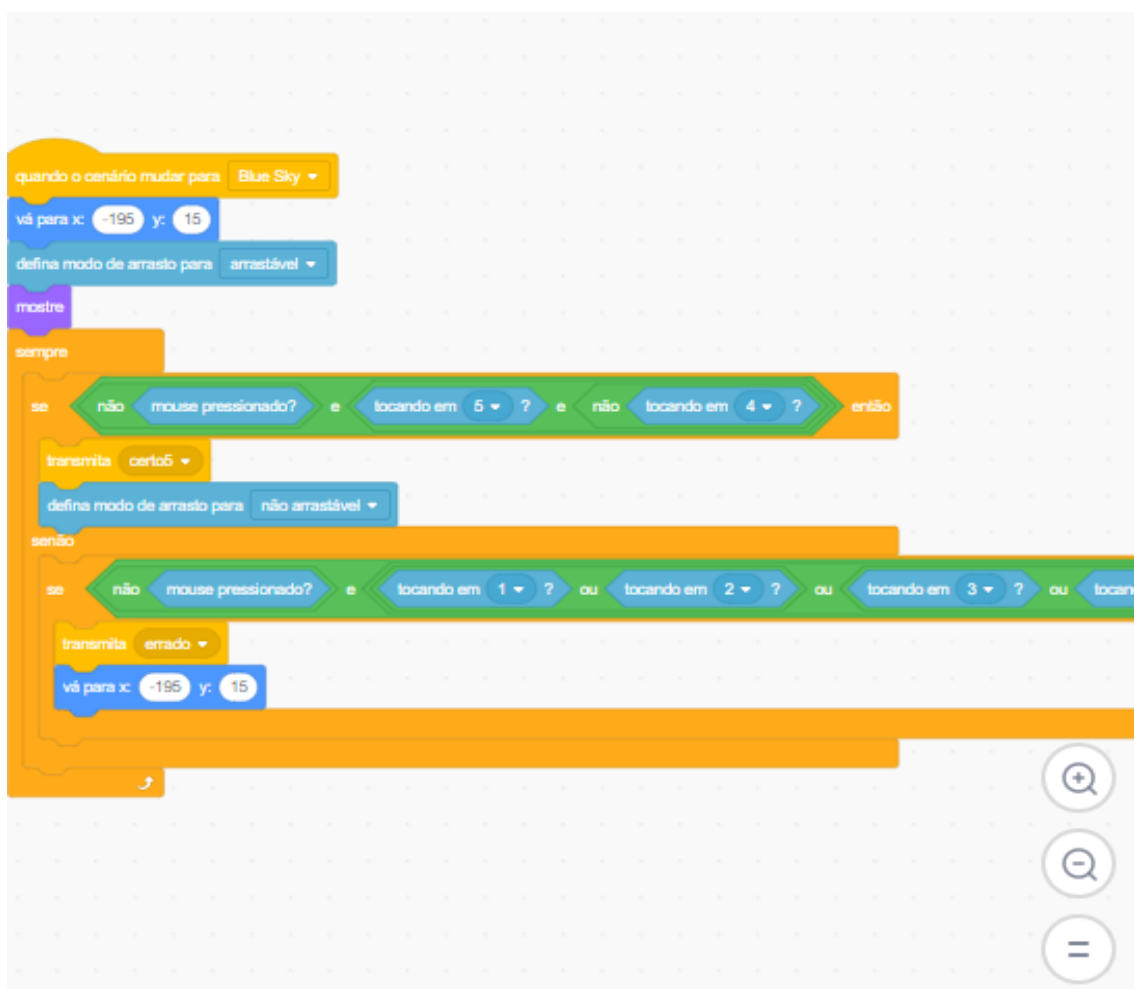 quando o cenário mudar para Blue Sky
vá para x: -195 y: 15
defina modo de arrasto para arrastável
mostre
sempre
se não mouse pressionado? e tocando em 5 ? e não tocando em 4 ? então
transmita certo5
defina modo de arrasto para não arrastável
senão
se não mouse pressionado? e tocando em 1 ? ou tocando em 2 ? ou tocando em 3 ? ou tocan
transmita errado
vá para x: -195 y: 15